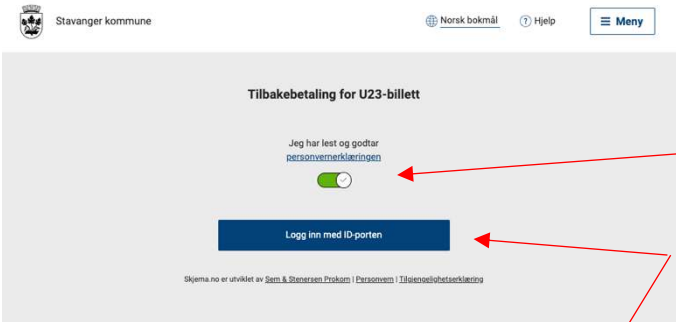 Stavanger kommune
Norsk bokmål
? Hjelp
Meny
Tilbakebetaling for U23-billett
Jeg har lest og godtar
personvernerklæringen
Logg inn med ID-porten
Skjema.no er utviklet av Sem & Stenersen Prokom | Personvern | Tilgjengelighetserklæring